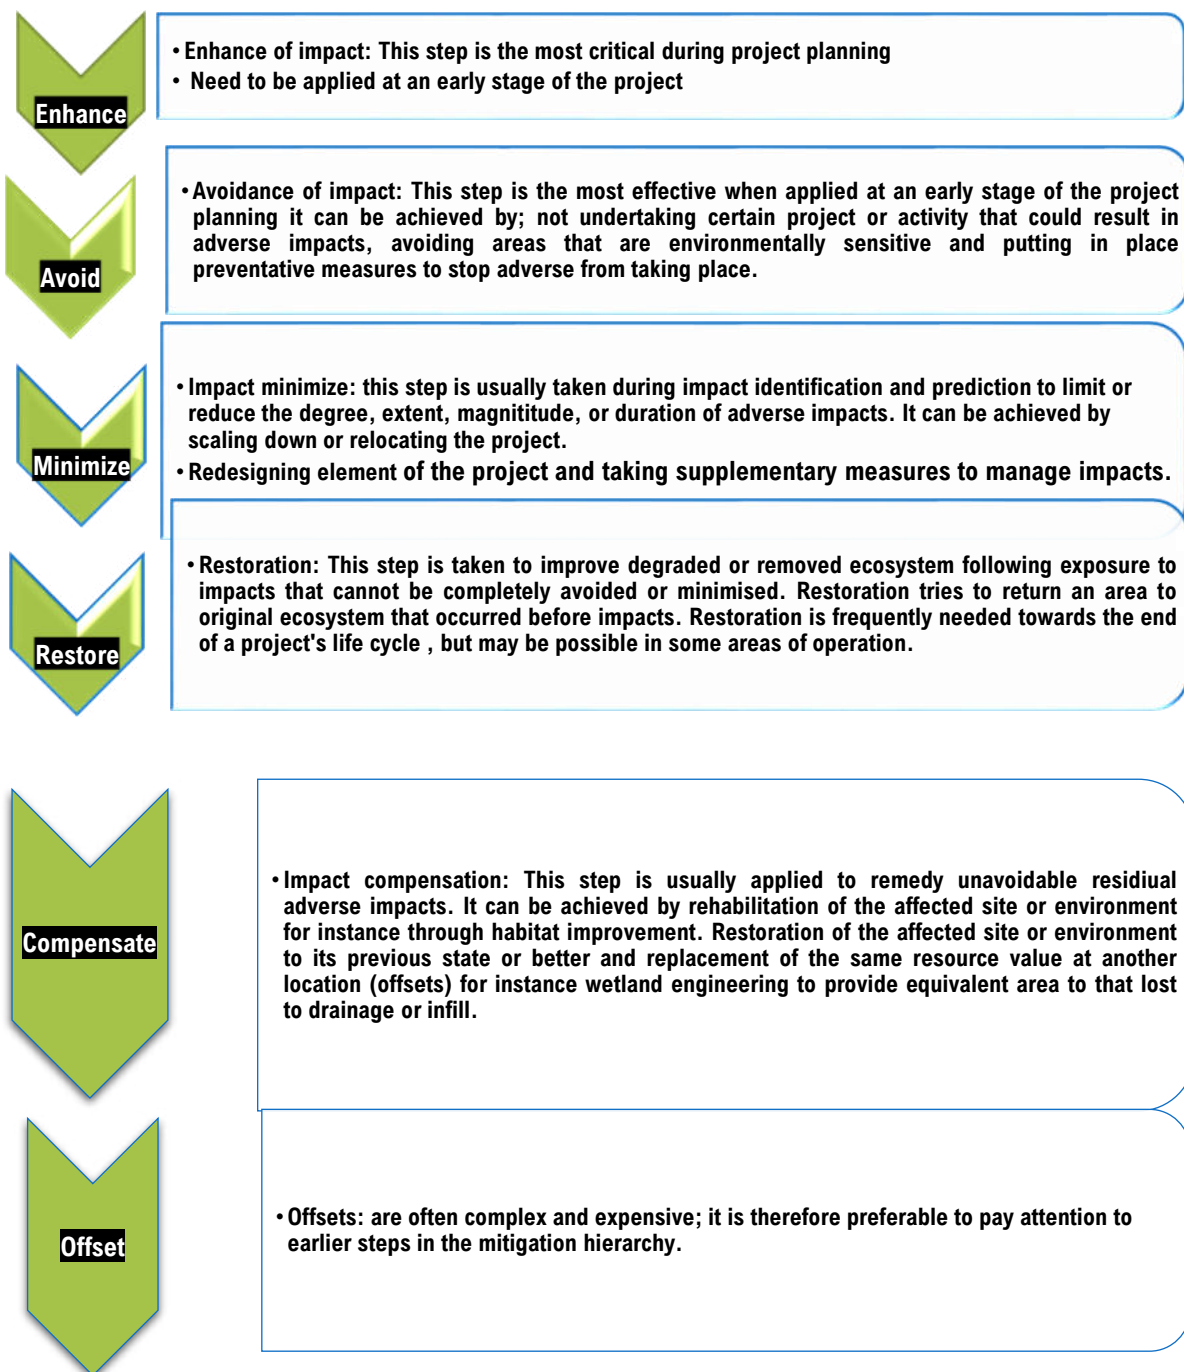 • Enhance of impact: This step is the most critical during project planning
• Need to be applied at an early stage of the project
Enhance
• Avoidance of impact: This step is the most effective when applied at an early stage of the project
planning it can be achieved by; not undertaking certain project or activity that could result in
adverse impacts, avoiding areas that are environmentally sensitive and putting in place
preventative measures to stop adverse from taking place.
Avoid
• Impact minimize: this step is usually taken during impact identification and prediction to limit or
reduce the degree, extent, magnititude, or duration of adverse impacts. It can be achieved by
scaling down or relocating the project.
• Redesigning element of the project and taking supplementary measures to manage impacts.
Minimize
• Restoration: This step is taken to improve degraded or removed ecosystem following exposure to
impacts that cannot be completely avoided or minimised. Restoration tries to return an area to
original ecosystem that occurred before impacts. Restoration is frequently needed towards the end
of a project's life cycle , but may be possible in some areas of operation.
Restore
• Impact compensation: This step is usually applied to remedy unavoidable residiual
adverse impacts. It can be achieved by rehabilitation of the affected site or environment
for instance through habitat improvement. Restoration of the affected site or environment
to its previous state or better and replacement of the same resource value at another
location (offsets) for instance wetland engineering to provide equivalent area to that lost
to drainage or infill.
Compensate
• Offsets: are often complex and expensive; it is therefore preferable to pay attention to
earlier steps in the mitigation hierarchy.
Offset